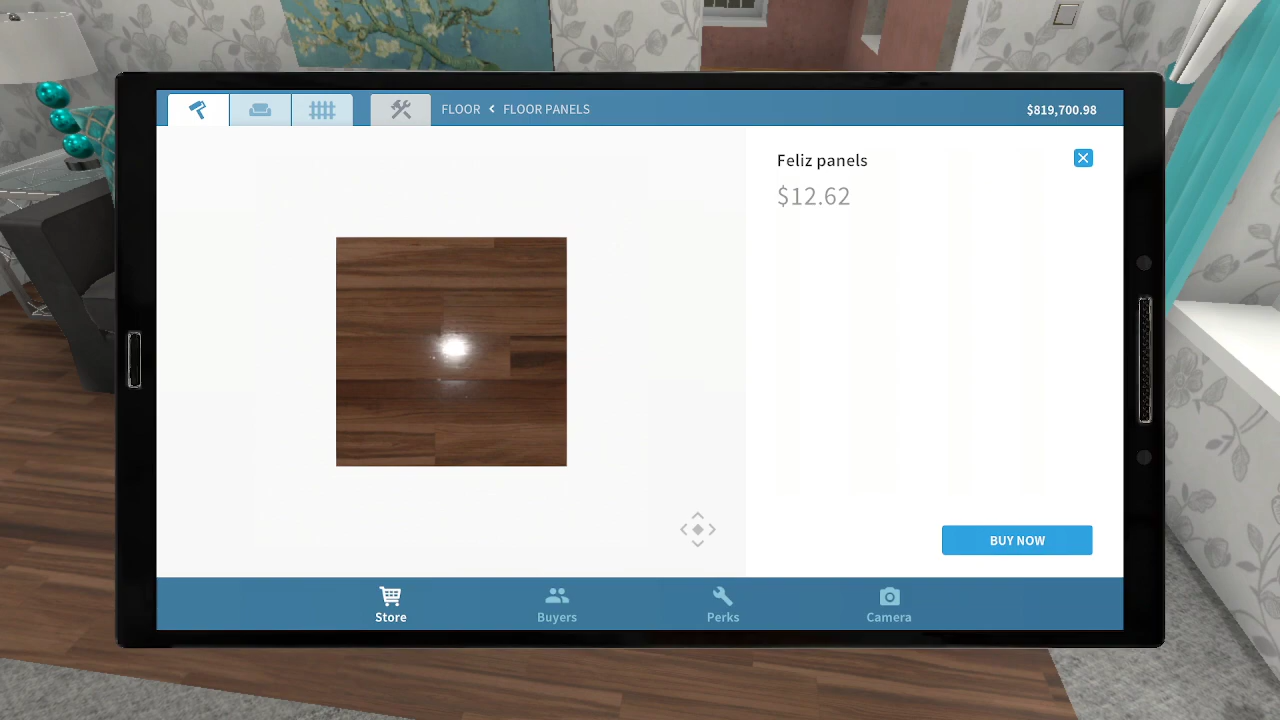 FLOOR < FLOOR PANELS
$819,700.98
Feliz panels
$12.62
BUY NOW
Store
Buyers
Perks
Camera